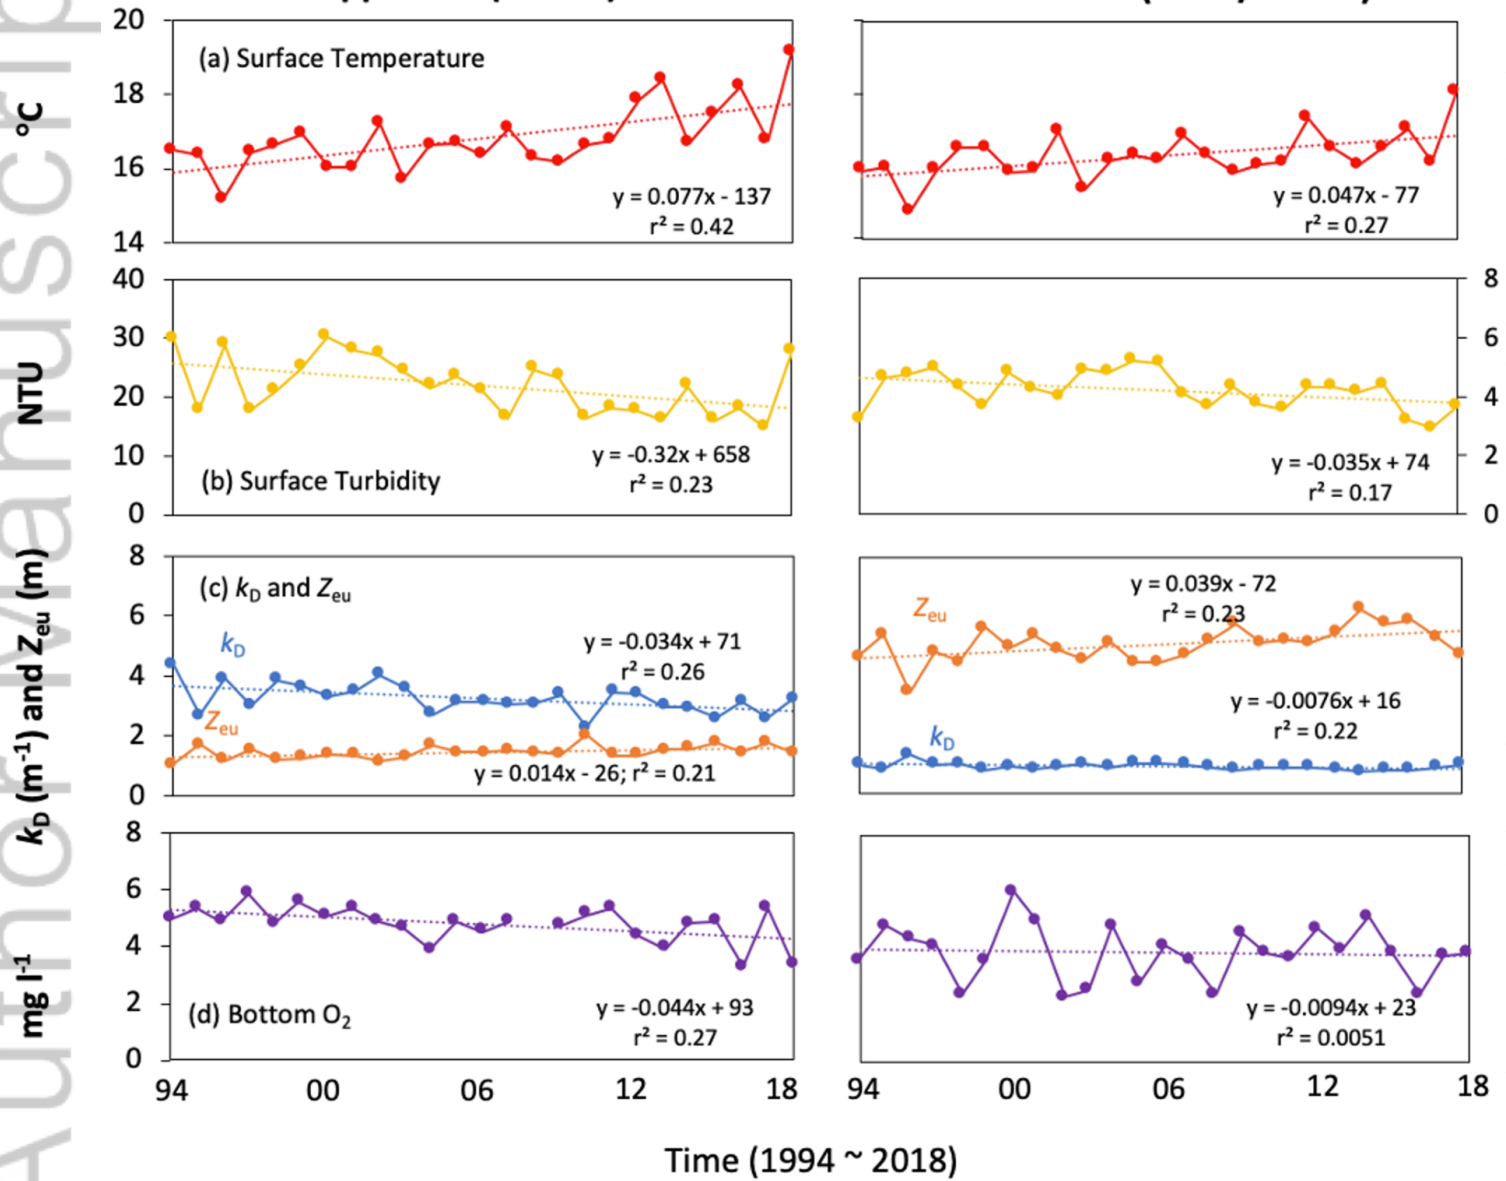 20
18
16
14
°C
(a) Surface Temperature
y = 0.077x - 137
r² = 0.42
y = 0.047x - 77
r² = 0.27
40
30
20
10
0
NTU
(b) Surface Turbidity
y = -0.32x + 658
r² = 0.23
y = -0.035x + 74
r² = 0.17
8
6
4
2
0
8
6
4
2
0
kD (m-1) and Zeu (m)
(c) kD and Zeu
kD
y = -0.034x + 71
r² = 0.26
Zeu
y = 0.014x - 26; r² = 0.21
Zeu
y = 0.039x - 72
r² = 0.23
y = -0.0076x + 16
r² = 0.22
kD
8
6
4
2
0
mg l-1
(d) Bottom O2
y = -0.044x + 93
r² = 0.27
y = -0.0094x + 23
r² = 0.0051
94 00 06 12 18
94 00 06 12 18
Time (1994 ~ 2018)
Author Manuscrip